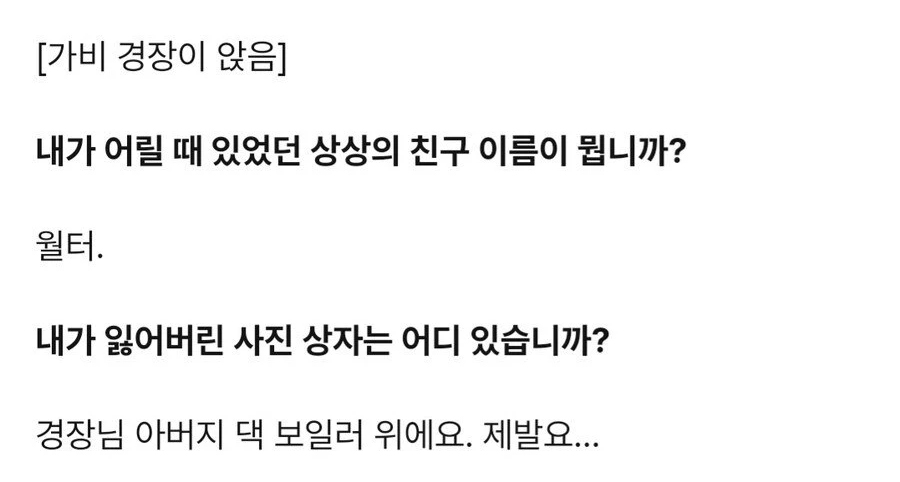 [가비 경장이 앉음]
내가 어릴 때 있었던 상상의 친구 이름이 뭡니까?
월터.
내가 잃어버린 사진 상자는 어디 있습니까?
경장님 아버지 댁 보일러 위에요. 제발요...